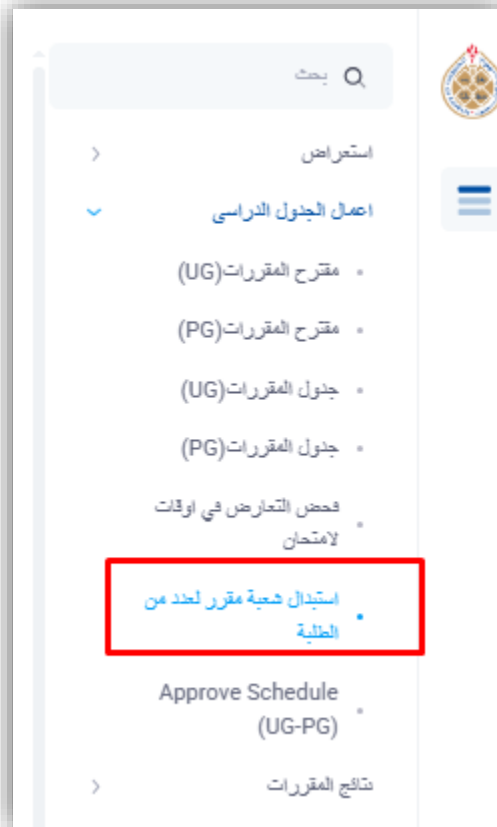 بحث
استعراض
اعمال الجدول الدراسي
مقترح المقررات(UG)
مقترح المقررات(PG)
جدول المقررات(UG)
جدول المقررات(PG)
فحص التعارض في اوقات
لامتحان
استبدال شعبة مقرر لعدد من
الطلبة
Approve Schedule
(UG-PG)
نتائج المقررات